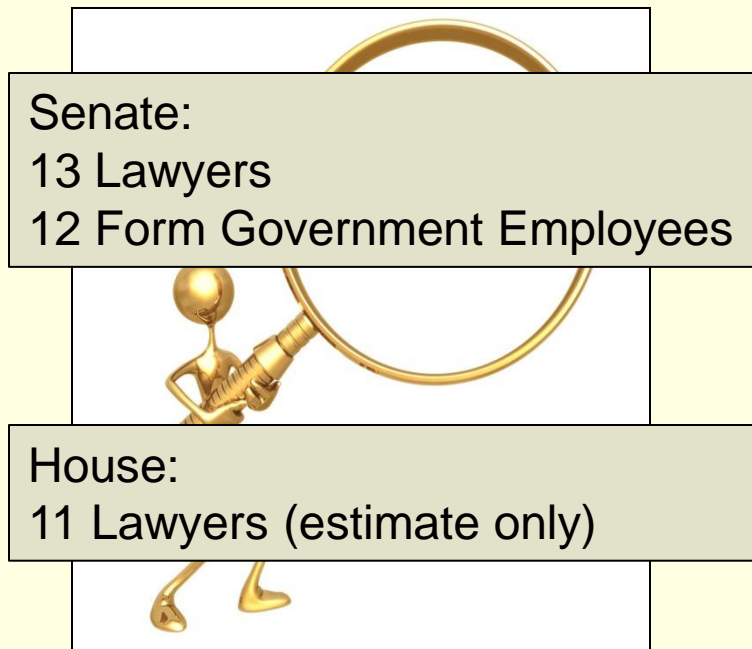 Senate:
13 Lawyers
12 Form Government Employees
House:
11 Lawyers (estimate only)